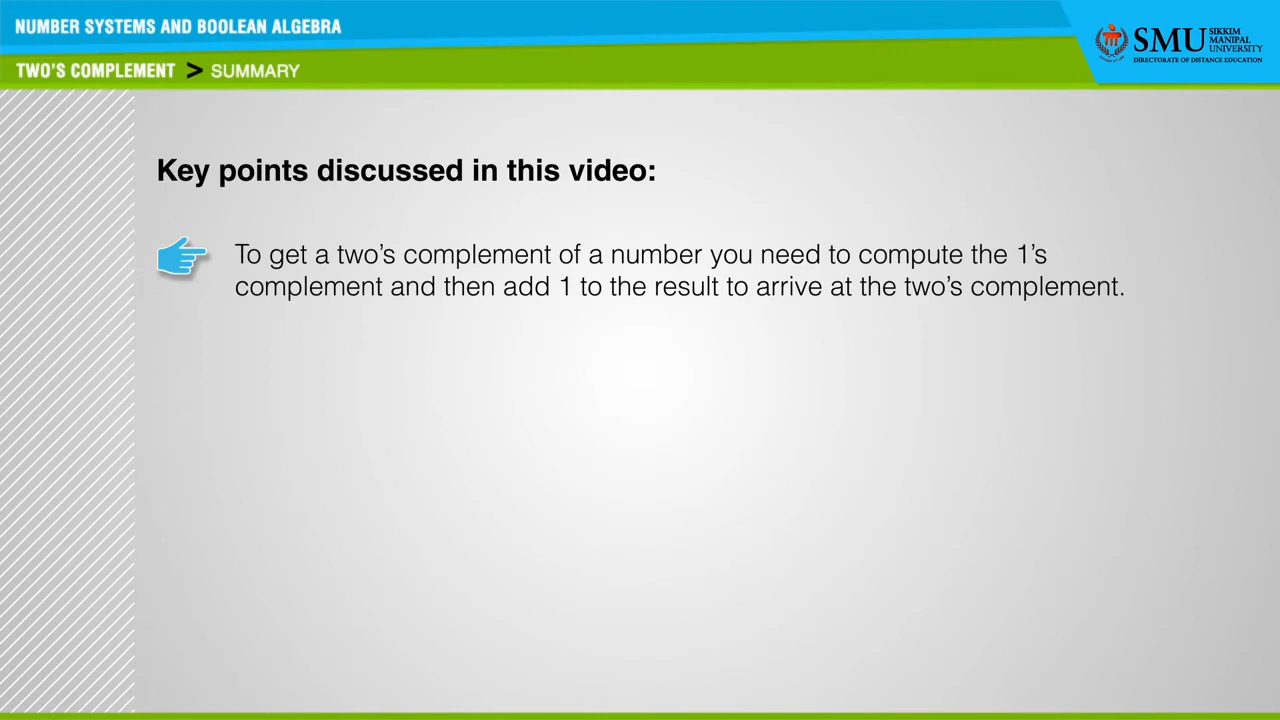 NUMBER SYSTEMS AND BOOLEAN ALGEBRA
SMU SIKKIM MANIPAL UNIVERSITY
DIRECTORATE OF DISTANCE EDUCATION
TWO'S COMPLEMENT > SUMMARY
Key points discussed in this video:
To get a two's complement of a number you need to compute the 1's
complement and then add 1 to the result to arrive at the two's complement.